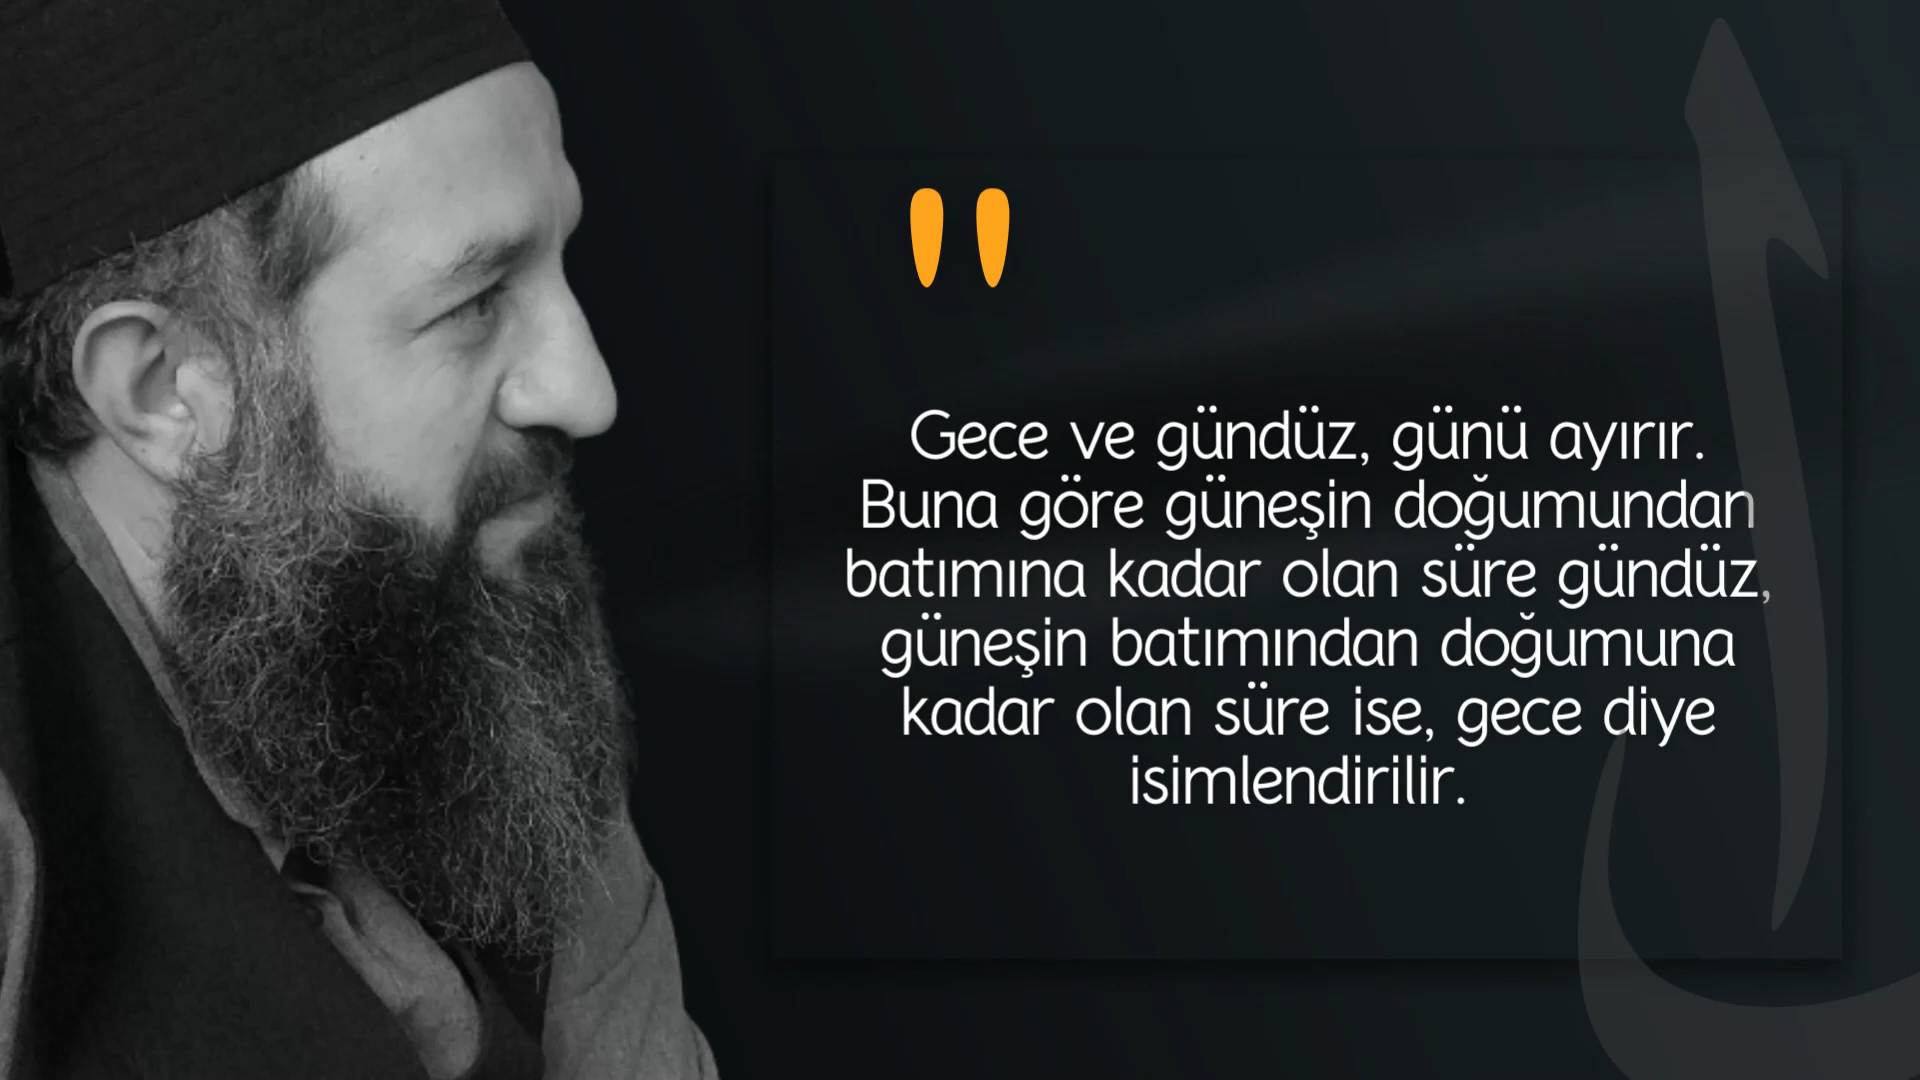 "
Gece ve gündüz, günü ayırır.
Buna göre güneşin doğumundan
batımına kadar olan süre gündüz,
güneşin batımından doğumuna
kadar olan süre ise, gece diye
isimlendirilir.